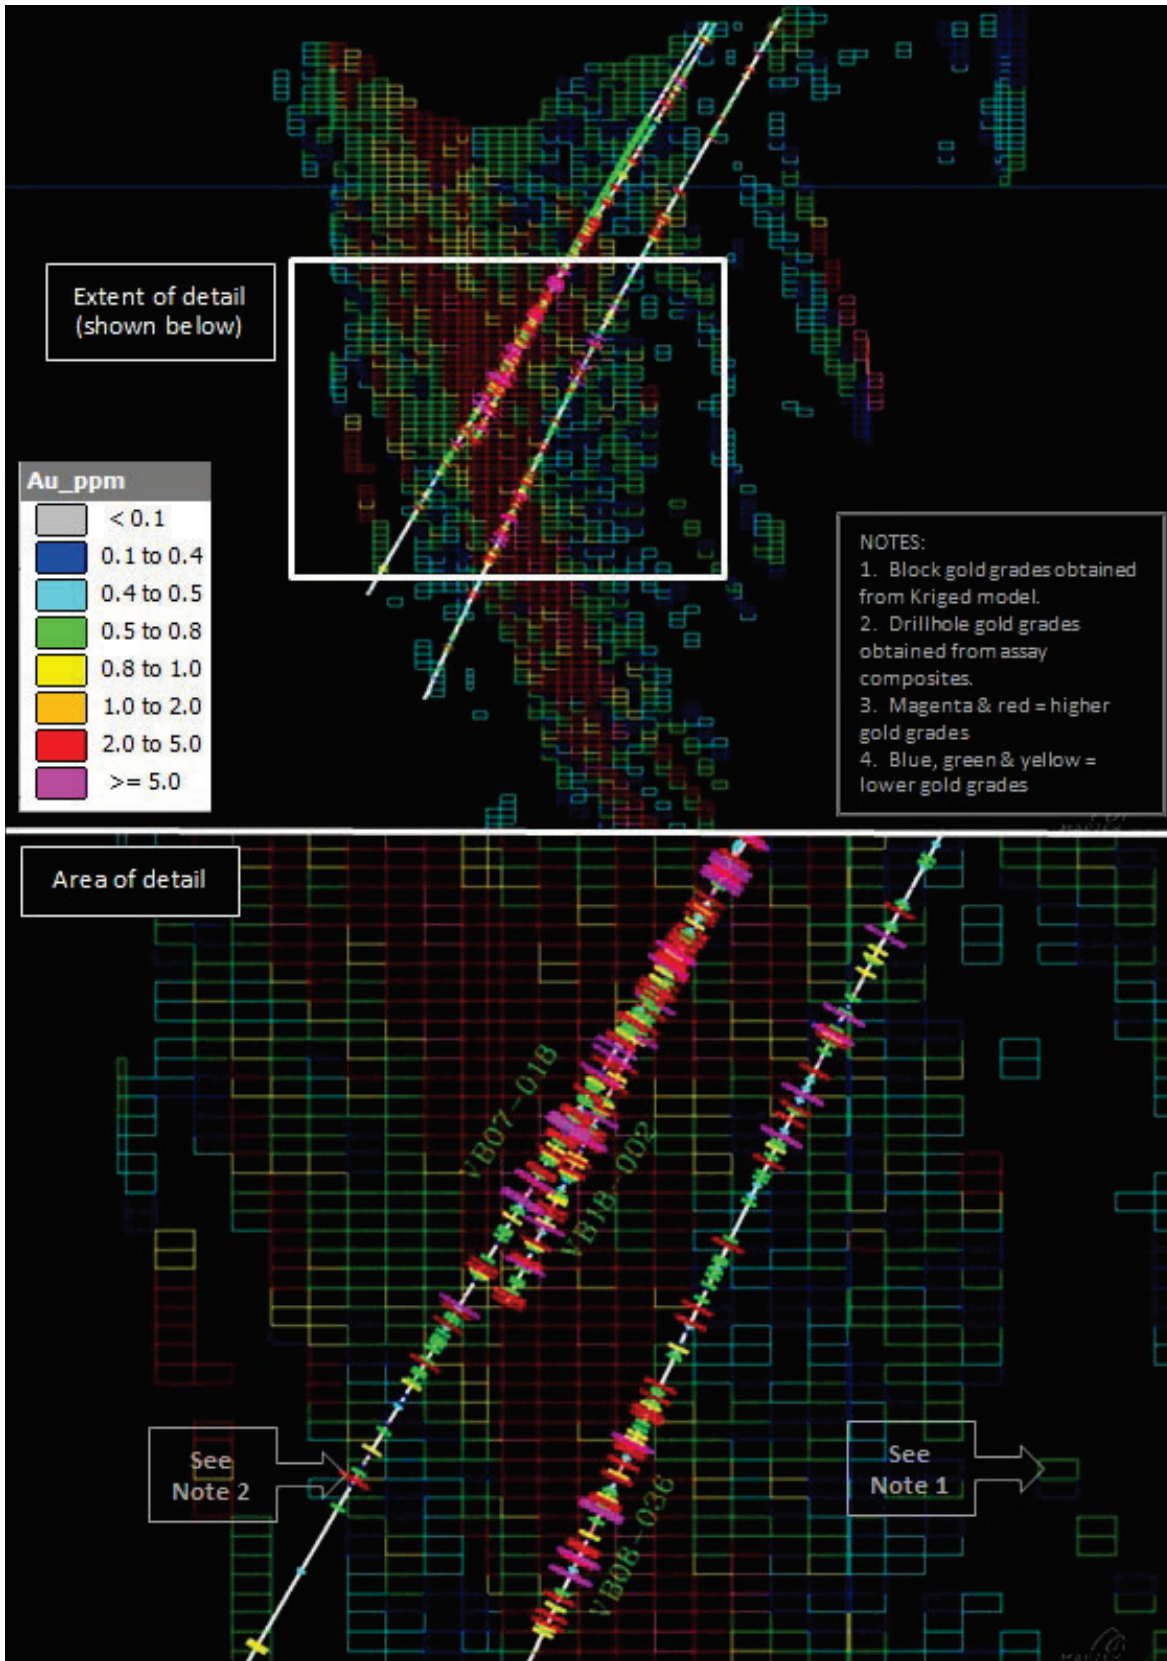 Extent of detail
(shown below)
Au_ppm
< 0.1
0.1 to 0.4
0.4 to 0.5
0.5 to 0.8
0.8 to 1.0
1.0 to 2.0
2.0 to 5.0
>= 5.0
NOTES:
1. Block gold grades obtained
from Kriged model.
2. Drillhole gold grades
obtained from assay
composites.
3. Magenta & red = higher
gold grades
4. Blue, green & yellow =
lower gold grades
Area of detail
VB07-018
VB18-002
VB08-036
See
Note 2
See
Note 1